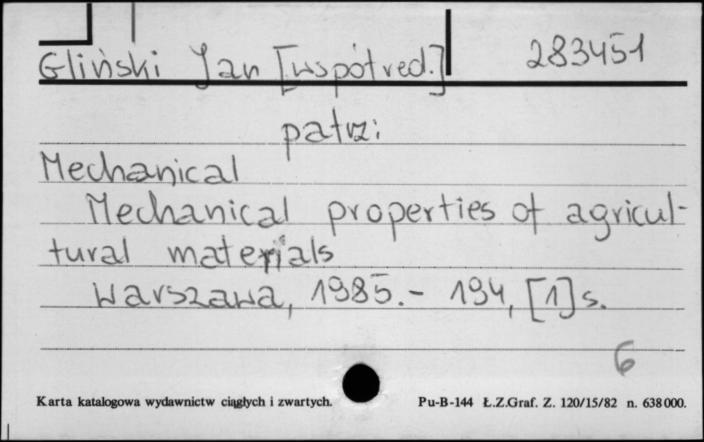 Gliński Jan [współred.] 283451
patrz:
Mechanical
Mechanical properties of agricul-
tural materials
Warszawa, 1985.- 194, [1] s.
6
Karta katalogowa wydawnictw ciągłych i zwartych. Pu-B-144 Ł.Z.Graf. Z. 120/15/82 n. 638000.